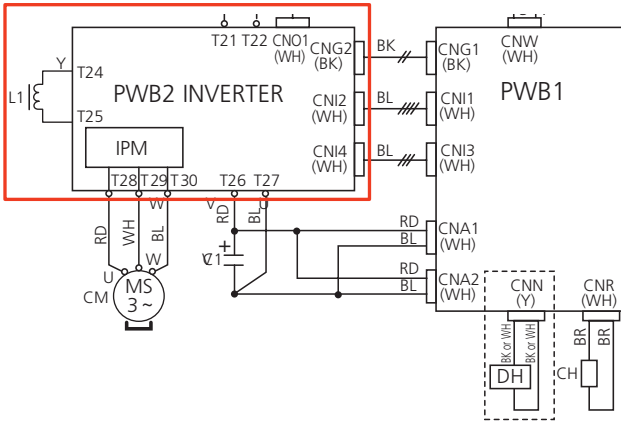 T21 T22 CNO1
(WH)
CNG2
(BK)
BK
CNG1
(BK)
CNW
(WH)
Y
T24
L1
T25
PWB2 INVERTER
PWB1
CNI2
(WH)
BL
CNI1
(WH)
IPM
CNI4
(WH)
BL
CNI3
(WH)
T28 T29 T30 T26 T27
W V U
RD WH BL RD BL
RD
BL
CNA1
(WH)
+
C1
RD
BL
CNA2
(WH)
U W
CM
MS
3 ~
CNN
(Y)
CNR
(WH)
BK or WH BK or WH
BR BR
DH
CH